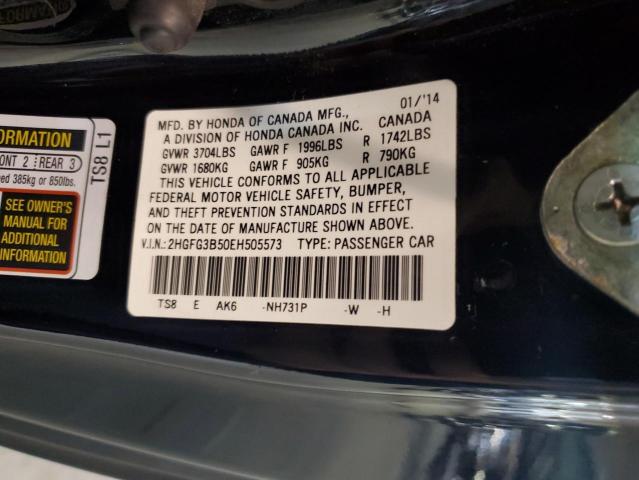 MFD. BY HONDA OF CANADA MFG., 01/'14
A DIVISION OF HONDA CANADA INC. CANADA
GVWR 3704LBS GAWR F 1996LBS R 1742LBS
GVWR 1680KG GAWR F 905KG R 790KG
THIS VEHICLE CONFORMS TO ALL APPLICABLE
FEDERAL MOTOR VEHICLE SAFETY, BUMPER,
AND THEFT PREVENTION STANDARDS IN EFFECT
ON THE DATE OF MANUFACTURE SHOWN ABOVE.
V.I.N.: 2HGFG3B50EH505573 TYPE: PASSENGER CAR
TS8 E AK6 -NH731P -W -H
2 REAR 3
385kg or 850lbs.
SEE OWNER'S
MANUAL FOR
ADDITIONAL
INFORMATION
TS8 L1